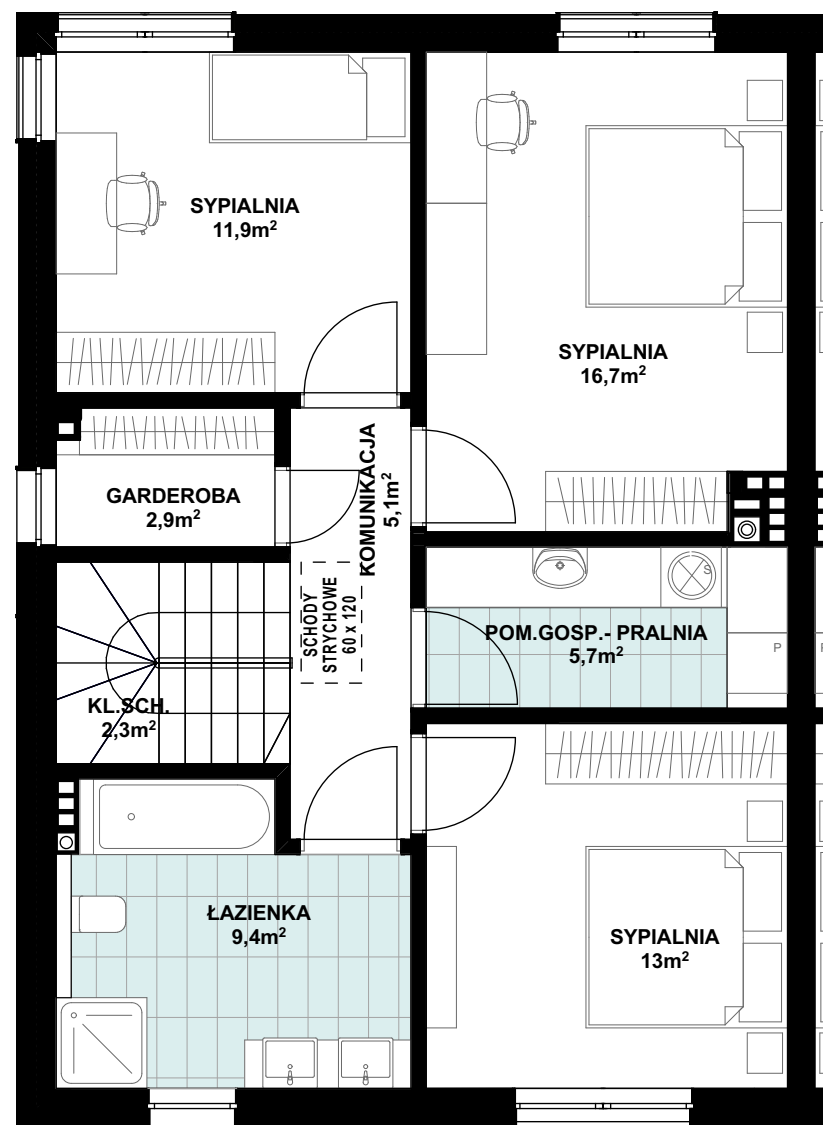 SYPIALNIA
11,9m²
SYPIALNIA
16,7m²
GARDEROBA
2,9m²
KOMUNIKACJA
5,1m²
SCHODY
STRYCHOWE
60 x 120
S
POM.GOSP.- PRALNIA
5,7m²
P
KL.SCH.
2,3m²
ŁAZIENKA
9,4m²
SYPIALNIA
13m²